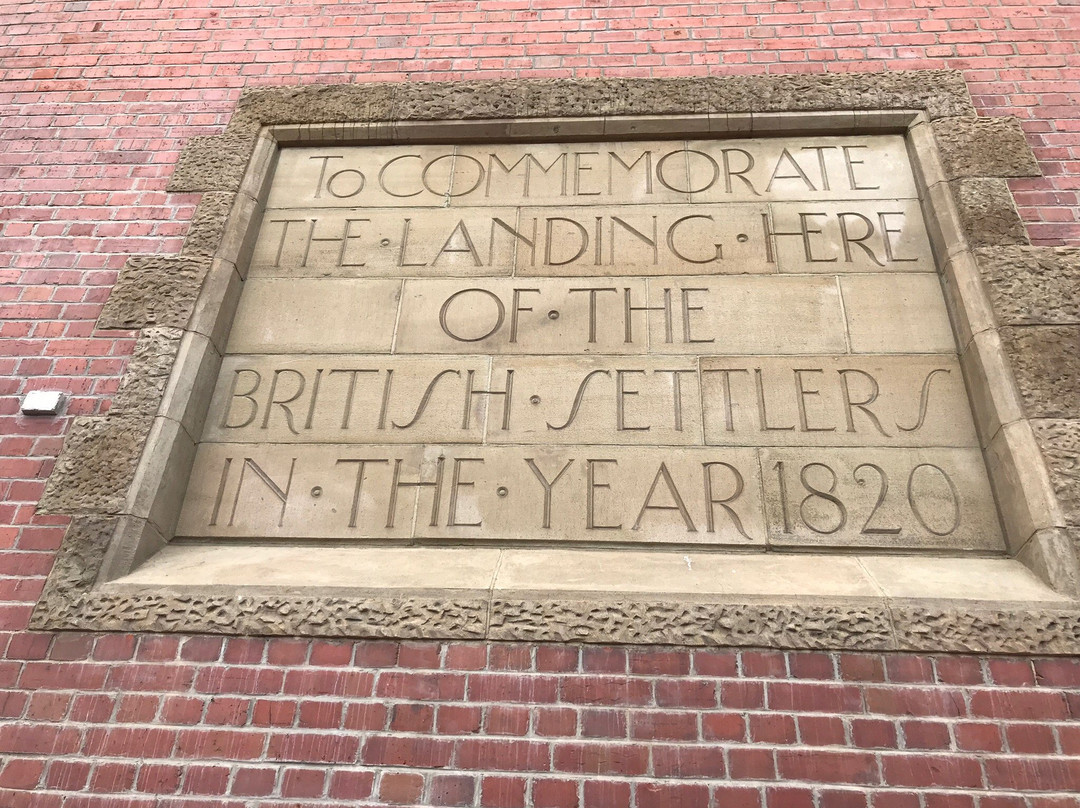 To COMMEMORATE
THE · LANDING · HERE
OF · THE
BRITISH · SETTLERS
IN · THE · YEAR 1820